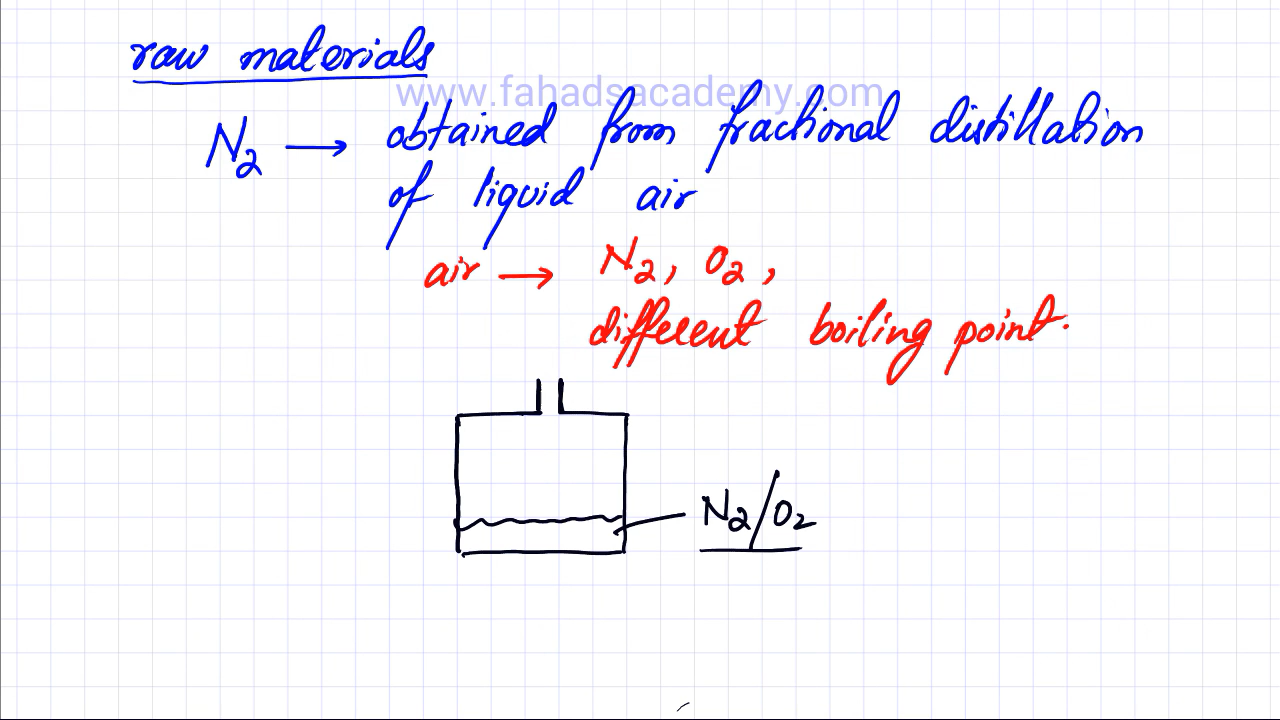 raw materials
www.fahadsacademy.com
N₂ → obtained from fractional distillation
of liquid air
air → N₂, O₂,
different boiling point.
N₂/O₂